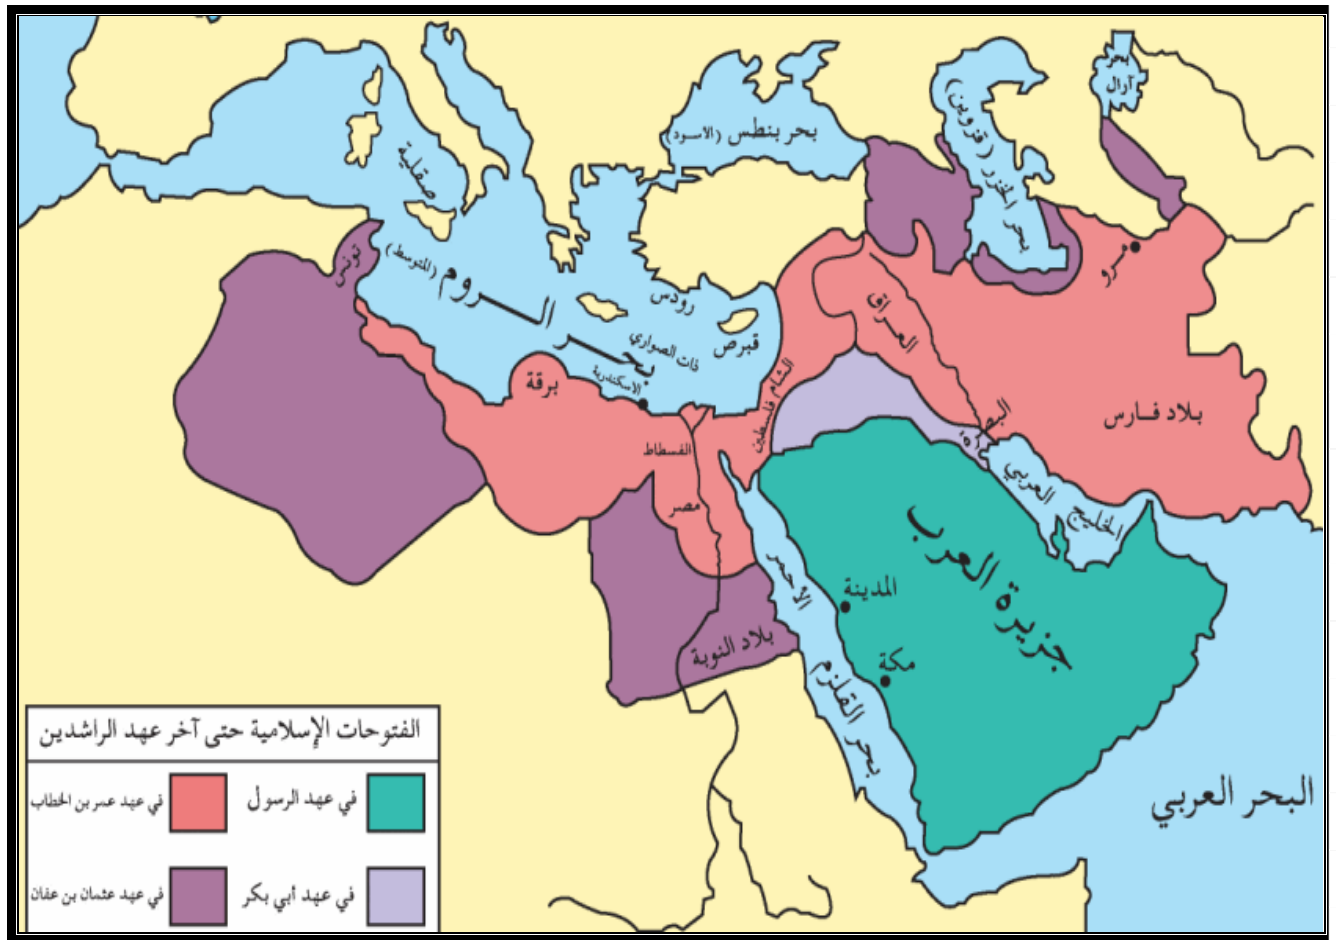 بحر
آرال
بحر بنطس (الاسود)
بحر الخزر (قزوين)
صقلية
تونس
بحر الروم (المتوسط)
رودس
قبرص
ذات الصواري
الاسكندرية
برقة
مرو
العراق
الشام فلسطين
البصرة
بلاد فارس
الفسطاط
مصر
الخليج العربي
جزيرة العرب
المدينة
مكة
بحر القلزم الأحمر
بلاد النوبة
البحر العربي
الفتوحات الإسلامية حتى آخر عهد الراشدين
في عهد الرسول
في عهد عمر بن الخطاب
في عهد أبي بكر
في عهد عثمان بن عفان